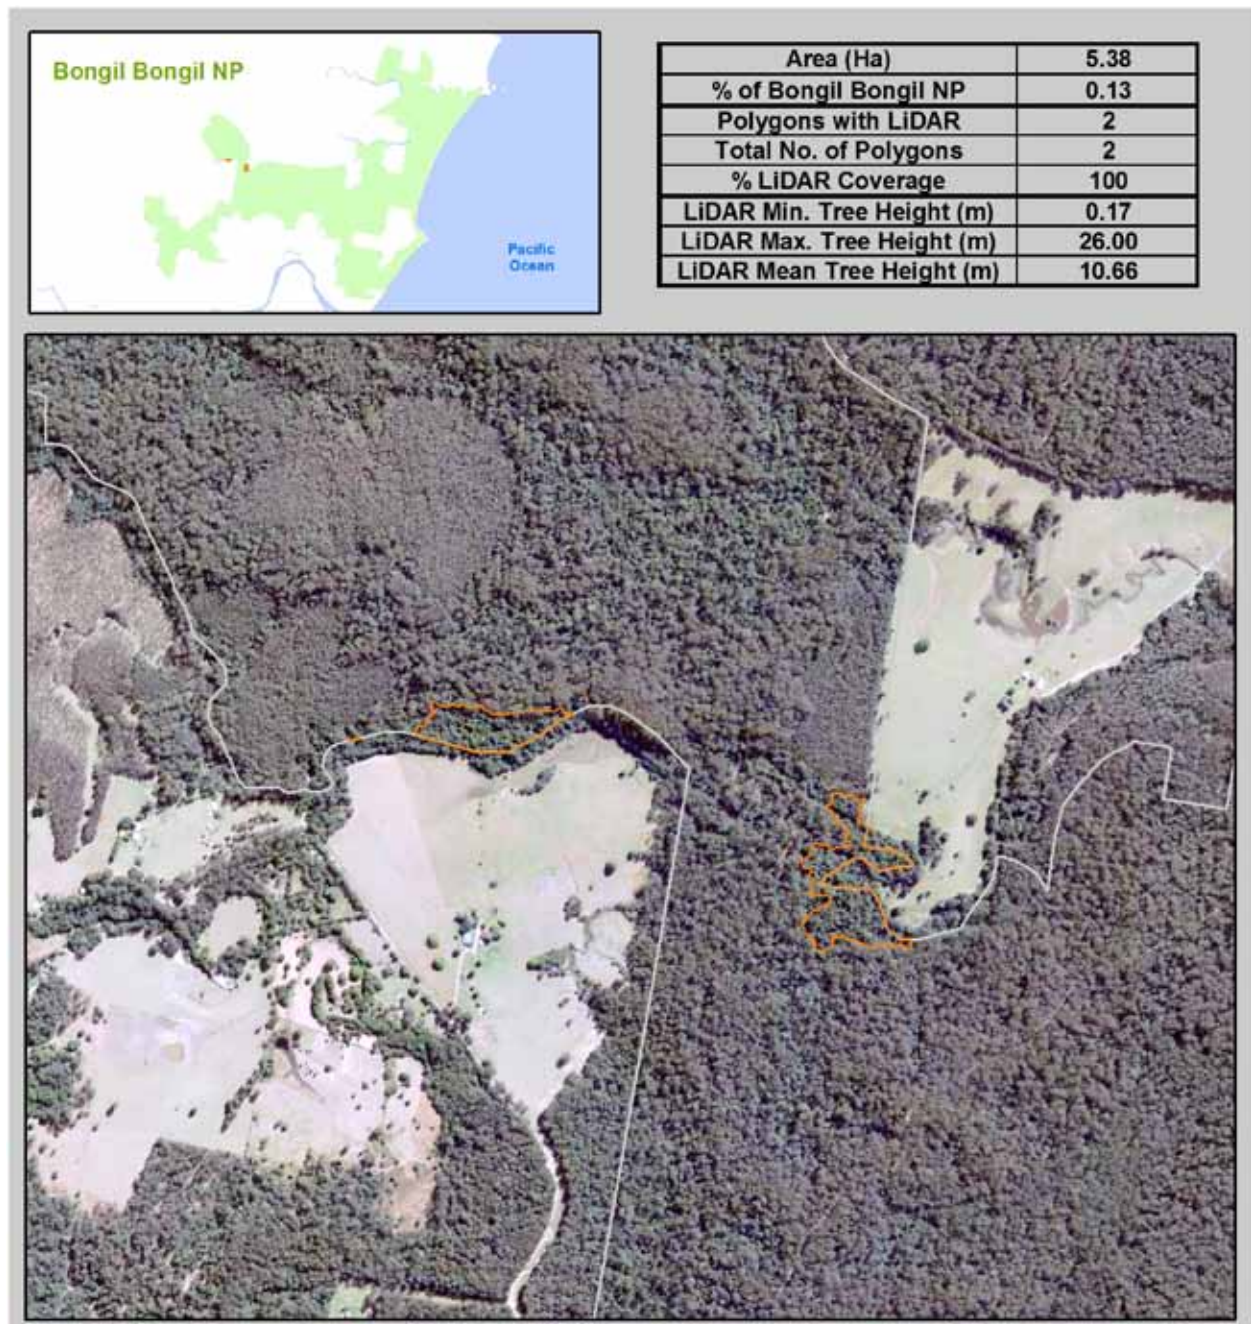 Bongil Bongil NP
Pacific
Ocean
Area (Ha) 5.38
% of Bongil Bongil NP 0.13
Polygons with LiDAR 2
Total No. of Polygons 2
% LiDAR Coverage 100
LiDAR Min. Tree Height (m) 0.17
LiDAR Max. Tree Height (m) 26.00
LiDAR Mean Tree Height (m) 10.66